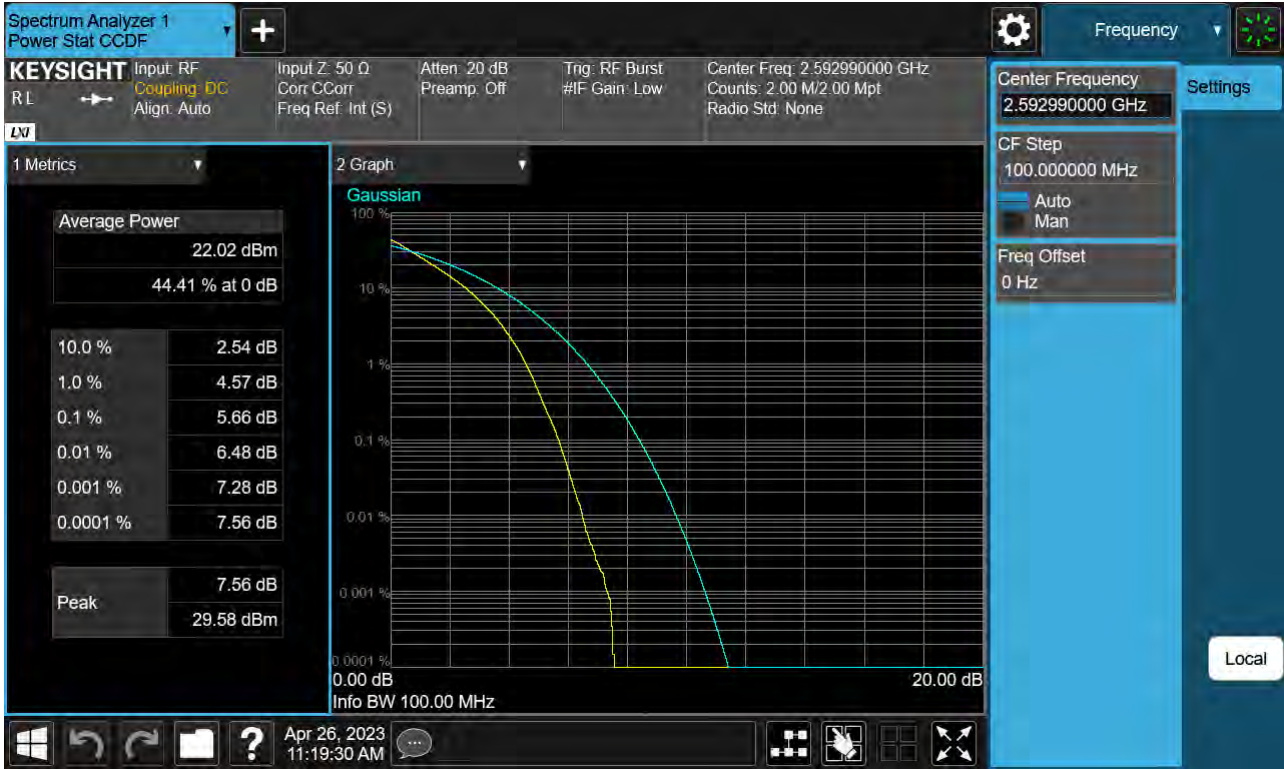 Spectrum Analyzer 1
Power Stat CCDF
Frequency
KEYSIGHT
R L
LXI
Input: RF
Coupling: DC
Align: Auto
Input Z: 50 Ω
Corr CCorr
Freq Ref: Int (S)
Atten: 20 dB
Preamp: Off
Trig: RF Burst
#IF Gain: Low
Center Freq: 2.592990000 GHz
Counts: 2.00 M/2.00 Mpt
Radio Std: None
Center Frequency
2.592990000 GHz
Settings
CF Step
100.000000 MHz
Auto
Man
Freq Offset
0 Hz
1 Metrics
Average Power
22.02 dBm
44.41 % at 0 dB
10.0 % 2.54 dB
1.0 % 4.57 dB
0.1 % 5.66 dB
0.01 % 6.48 dB
0.001 % 7.28 dB
0.0001 % 7.56 dB
Peak
7.56 dB
29.58 dBm
2 Graph
Gaussian
100 %
10 %
1 %
0.1 %
0.01 %
0.001 %
0.0001 %
0.00 dB 20.00 dB
Info BW 100.00 MHz
Local
?
Apr 26, 2023
11:19:30 AM